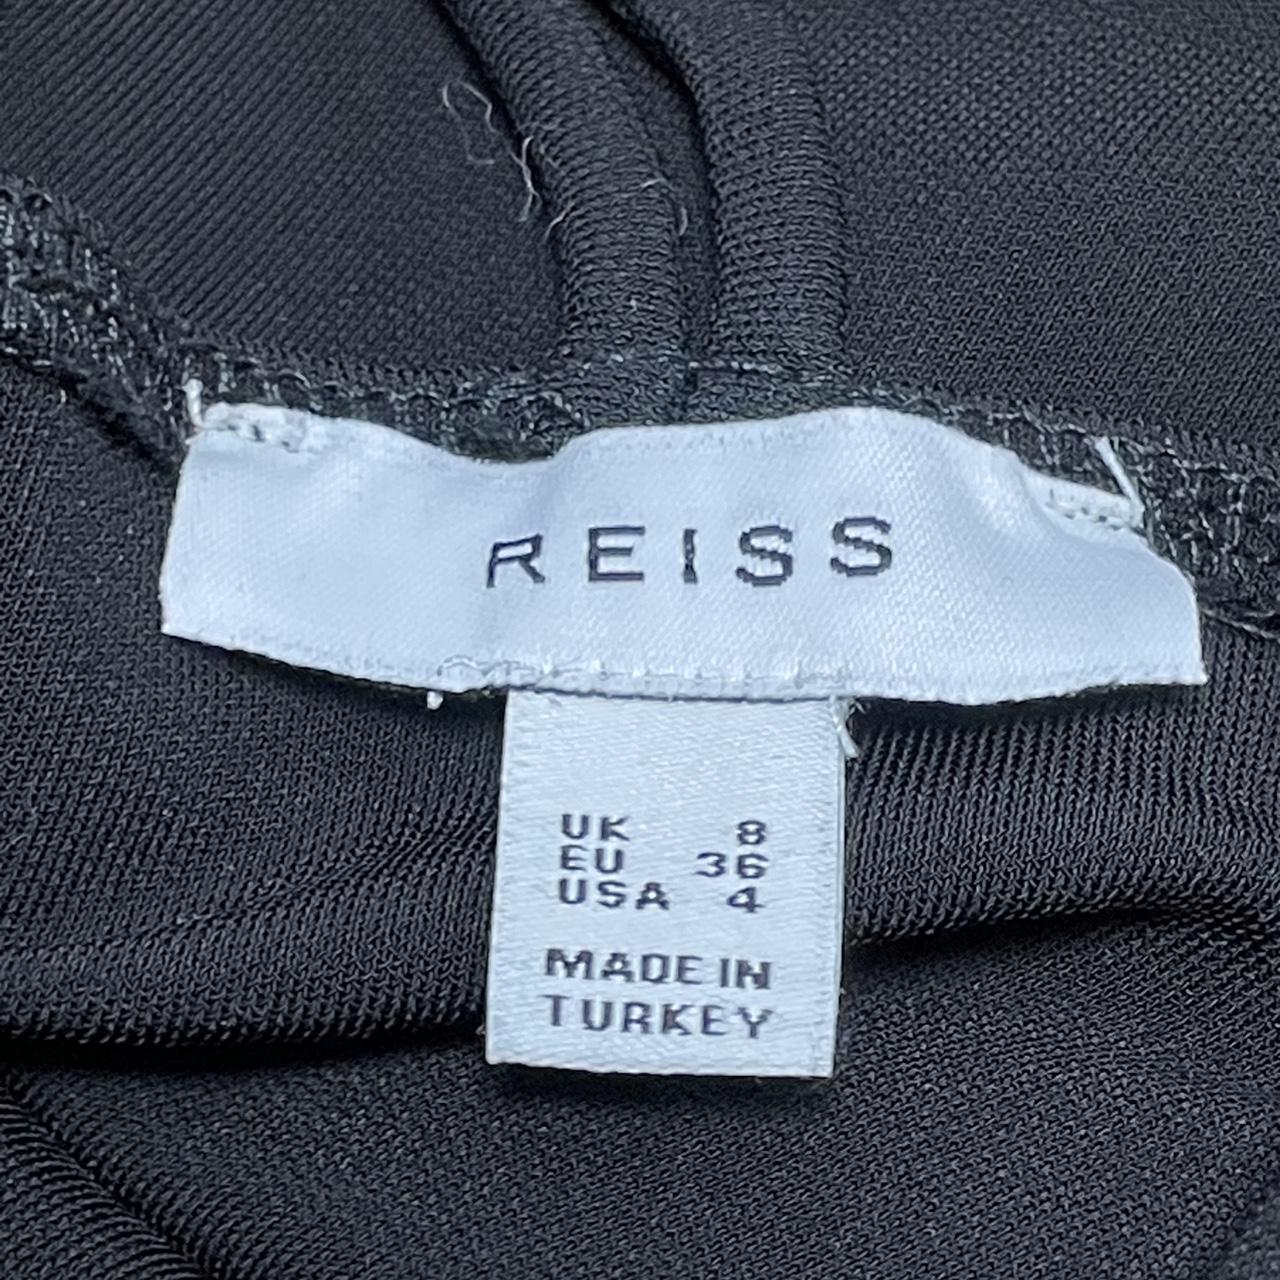 REISS
UK 8
EU 36
USA 4
MADE IN
TURKEY